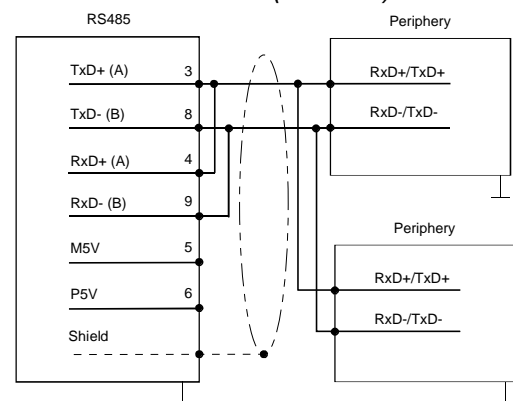 RS485
Periphery
TxD+ (A) 3
RxD+/TxD+
TxD- (B) 8
RxD-/TxD-
RxD+ (A) 4
RxD- (B) 9
Periphery
M5V 5
RxD+/TxD+
P5V 6
RxD-/TxD-
Shield